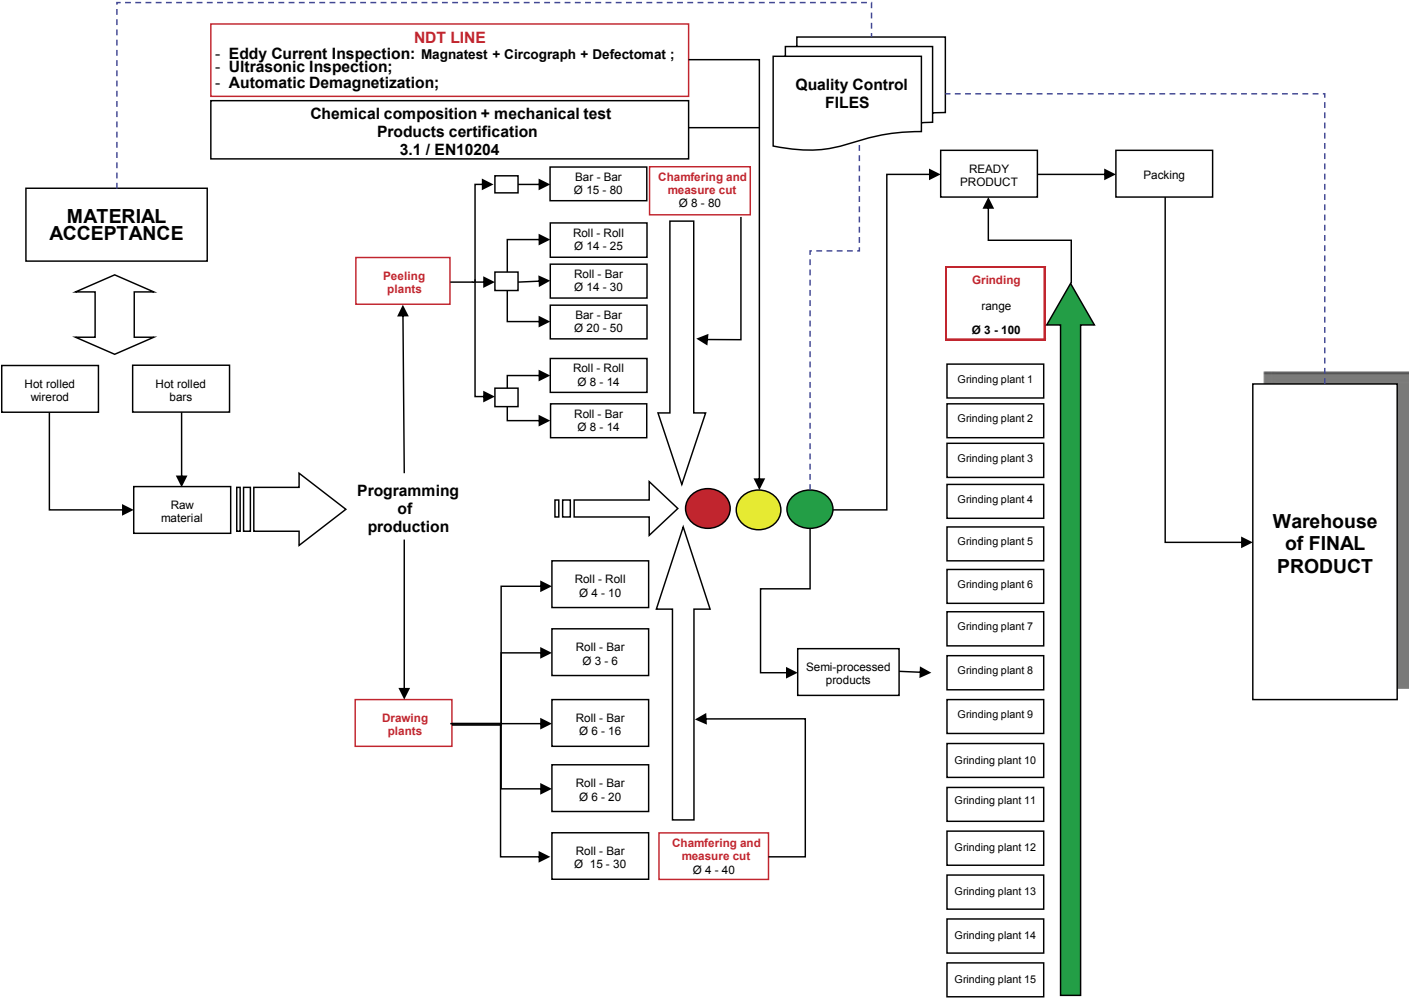 NDT LINE
- Eddy Current Inspection: Magnatest + Circograph + Defectomat ;
- Ultrasonic Inspection;
- Automatic Demagnetization;
Chemical composition + mechanical test
Products certification
3.1 / EN10204
Quality Control
FILES
MATERIAL
ACCEPTANCE
Hot rolled
wirerod
Hot rolled
bars
Raw
material
Programming
of
production
Peeling
plants
Bar - Bar
Ø 15 - 80
Roll - Roll
Ø 14 - 25
Roll - Bar
Ø 14 - 30
Bar - Bar
Ø 20 - 50
Roll - Roll
Ø 8 - 14
Roll - Bar
Ø 8 - 14
Chamfering and
measure cut
Ø 8 - 80
Drawing
plants
Roll - Roll
Ø 4 - 10
Roll - Bar
Ø 3 - 6
Roll - Bar
Ø 6 - 16
Roll - Bar
Ø 6 - 20
Roll - Bar
Ø 15 - 30
Chamfering and
measure cut
Ø 4 - 40
Semi-processed
products
READY
PRODUCT
Packing
Grinding
range
Ø 3 - 100
Grinding plant 1
Grinding plant 2
Grinding plant 3
Grinding plant 4
Grinding plant 5
Grinding plant 6
Grinding plant 7
Grinding plant 8
Grinding plant 9
Grinding plant 10
Grinding plant 11
Grinding plant 12
Grinding plant 13
Grinding plant 14
Grinding plant 15
Warehouse
of FINAL
PRODUCT